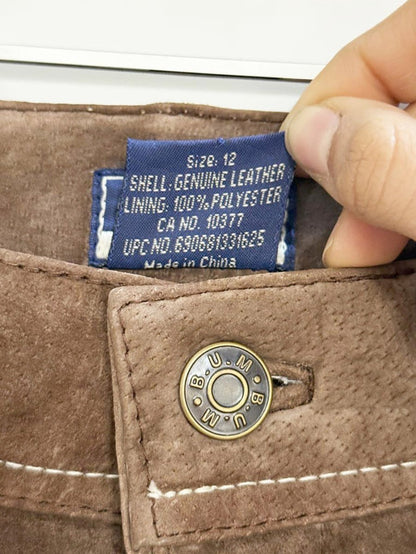 Size: 12
SHELL: GENUINE LEATHER
LINING: 100% POLYESTER
CA NO. 10377
UPC NO. 690681331625
Made in China
B.U.M.B.U.M.